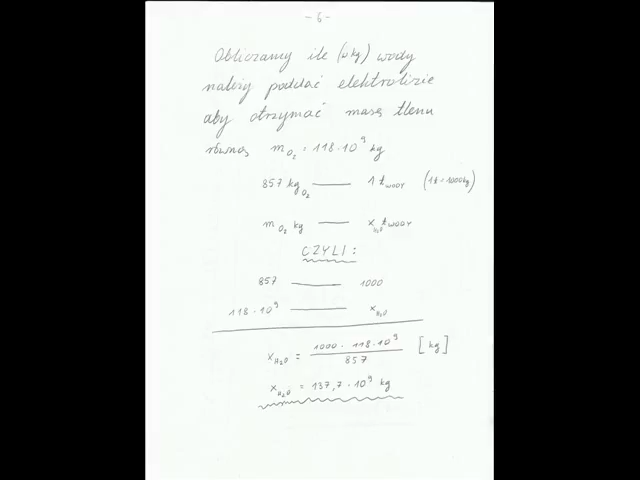 - 6 -
Obliczamy ile (w kg) wody
należy poddać elektrolizie
aby otrzymać masę tlenu
równą m O₂ = 118 · 10⁹ kg
857 kg O₂ —— 1 t WODY (1t = 1000 kg)
m O₂ kg —— x H₂O t WODY
CZYLI:
857 —— 1000
118 · 10⁹ —— x H₂O
x H₂O = 1000 · 118 · 10⁹ / 857 [kg]
x H₂O = 137,7 · 10⁹ kg